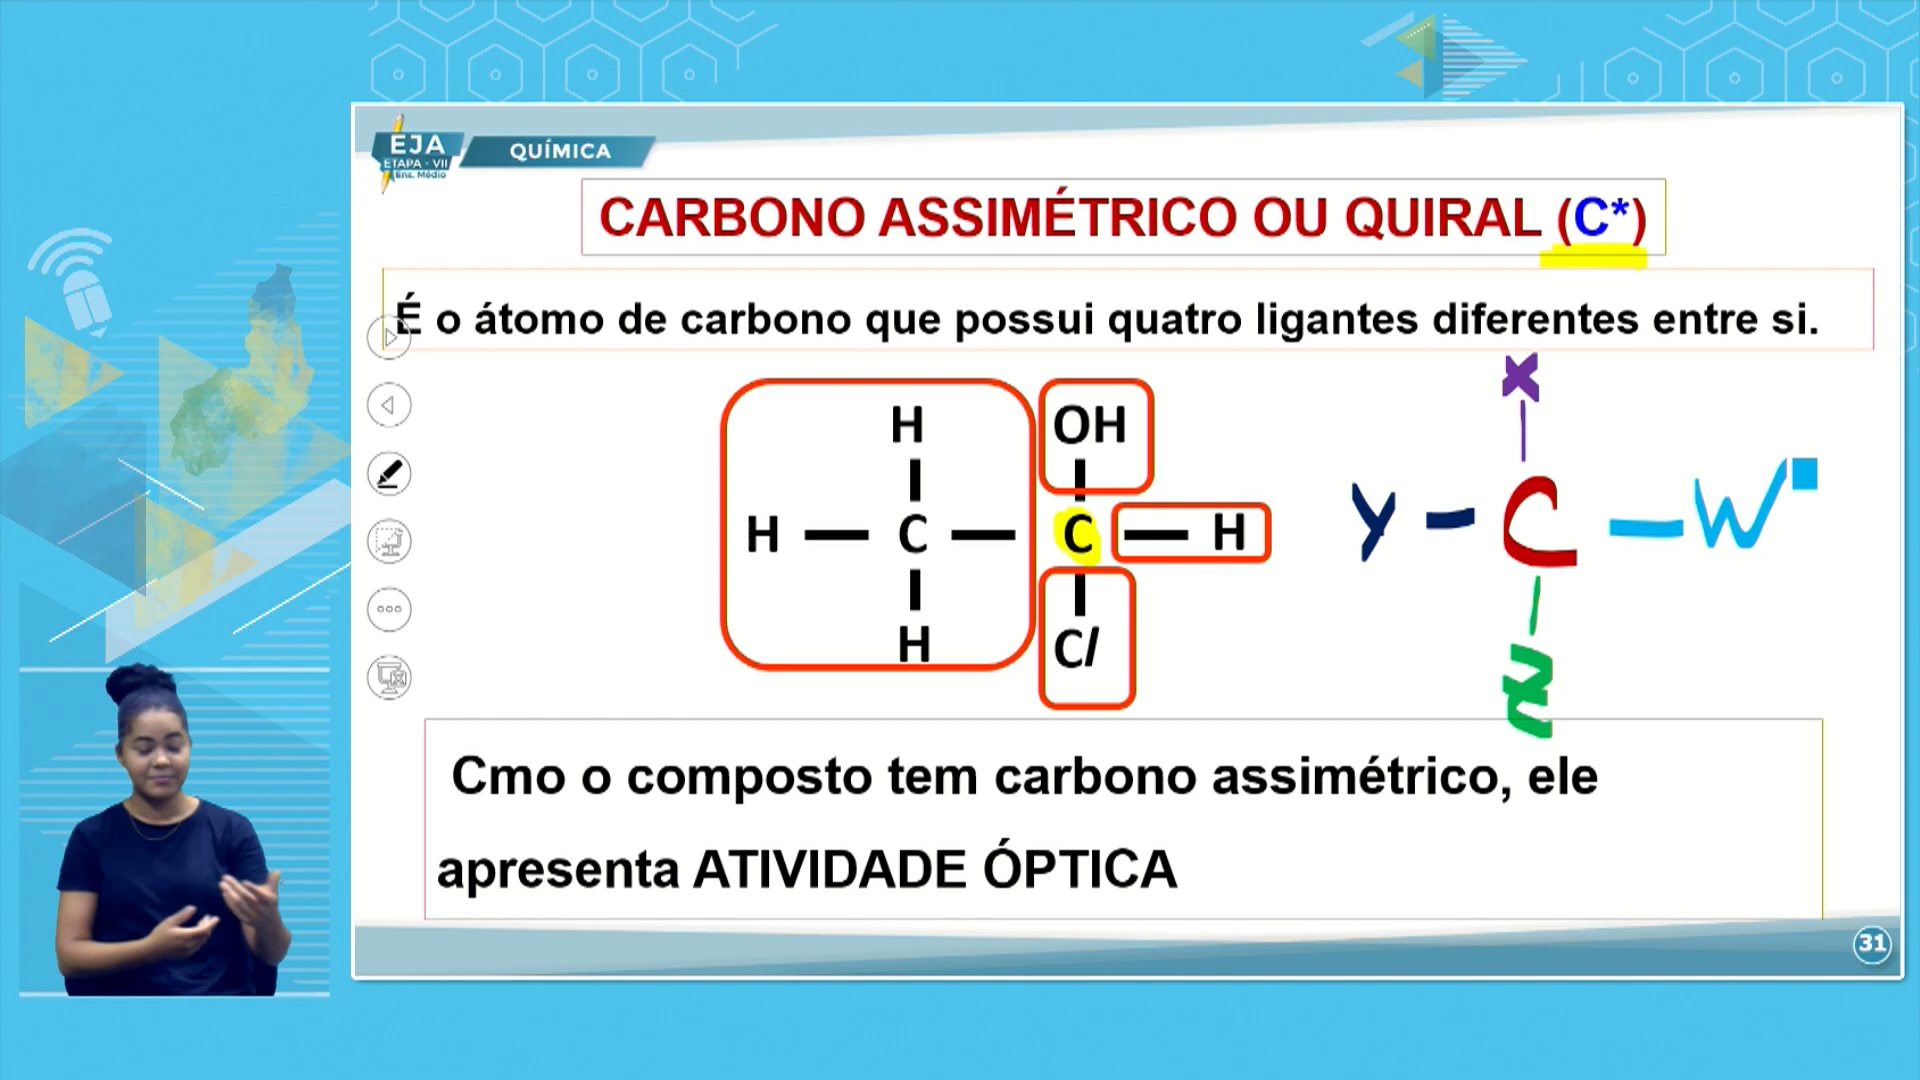 EJA
ETAPA - VII
Ens. Médio
QUÍMICA
CARBONO ASSIMÉTRICO OU QUIRAL (C*)
É o átomo de carbono que possui quatro ligantes diferentes entre si.
H OH X
H — C — C — H Y - C - W
H Cl Z
Cmo o composto tem carbono assimétrico, ele
apresenta ATIVIDADE ÓPTICA
31